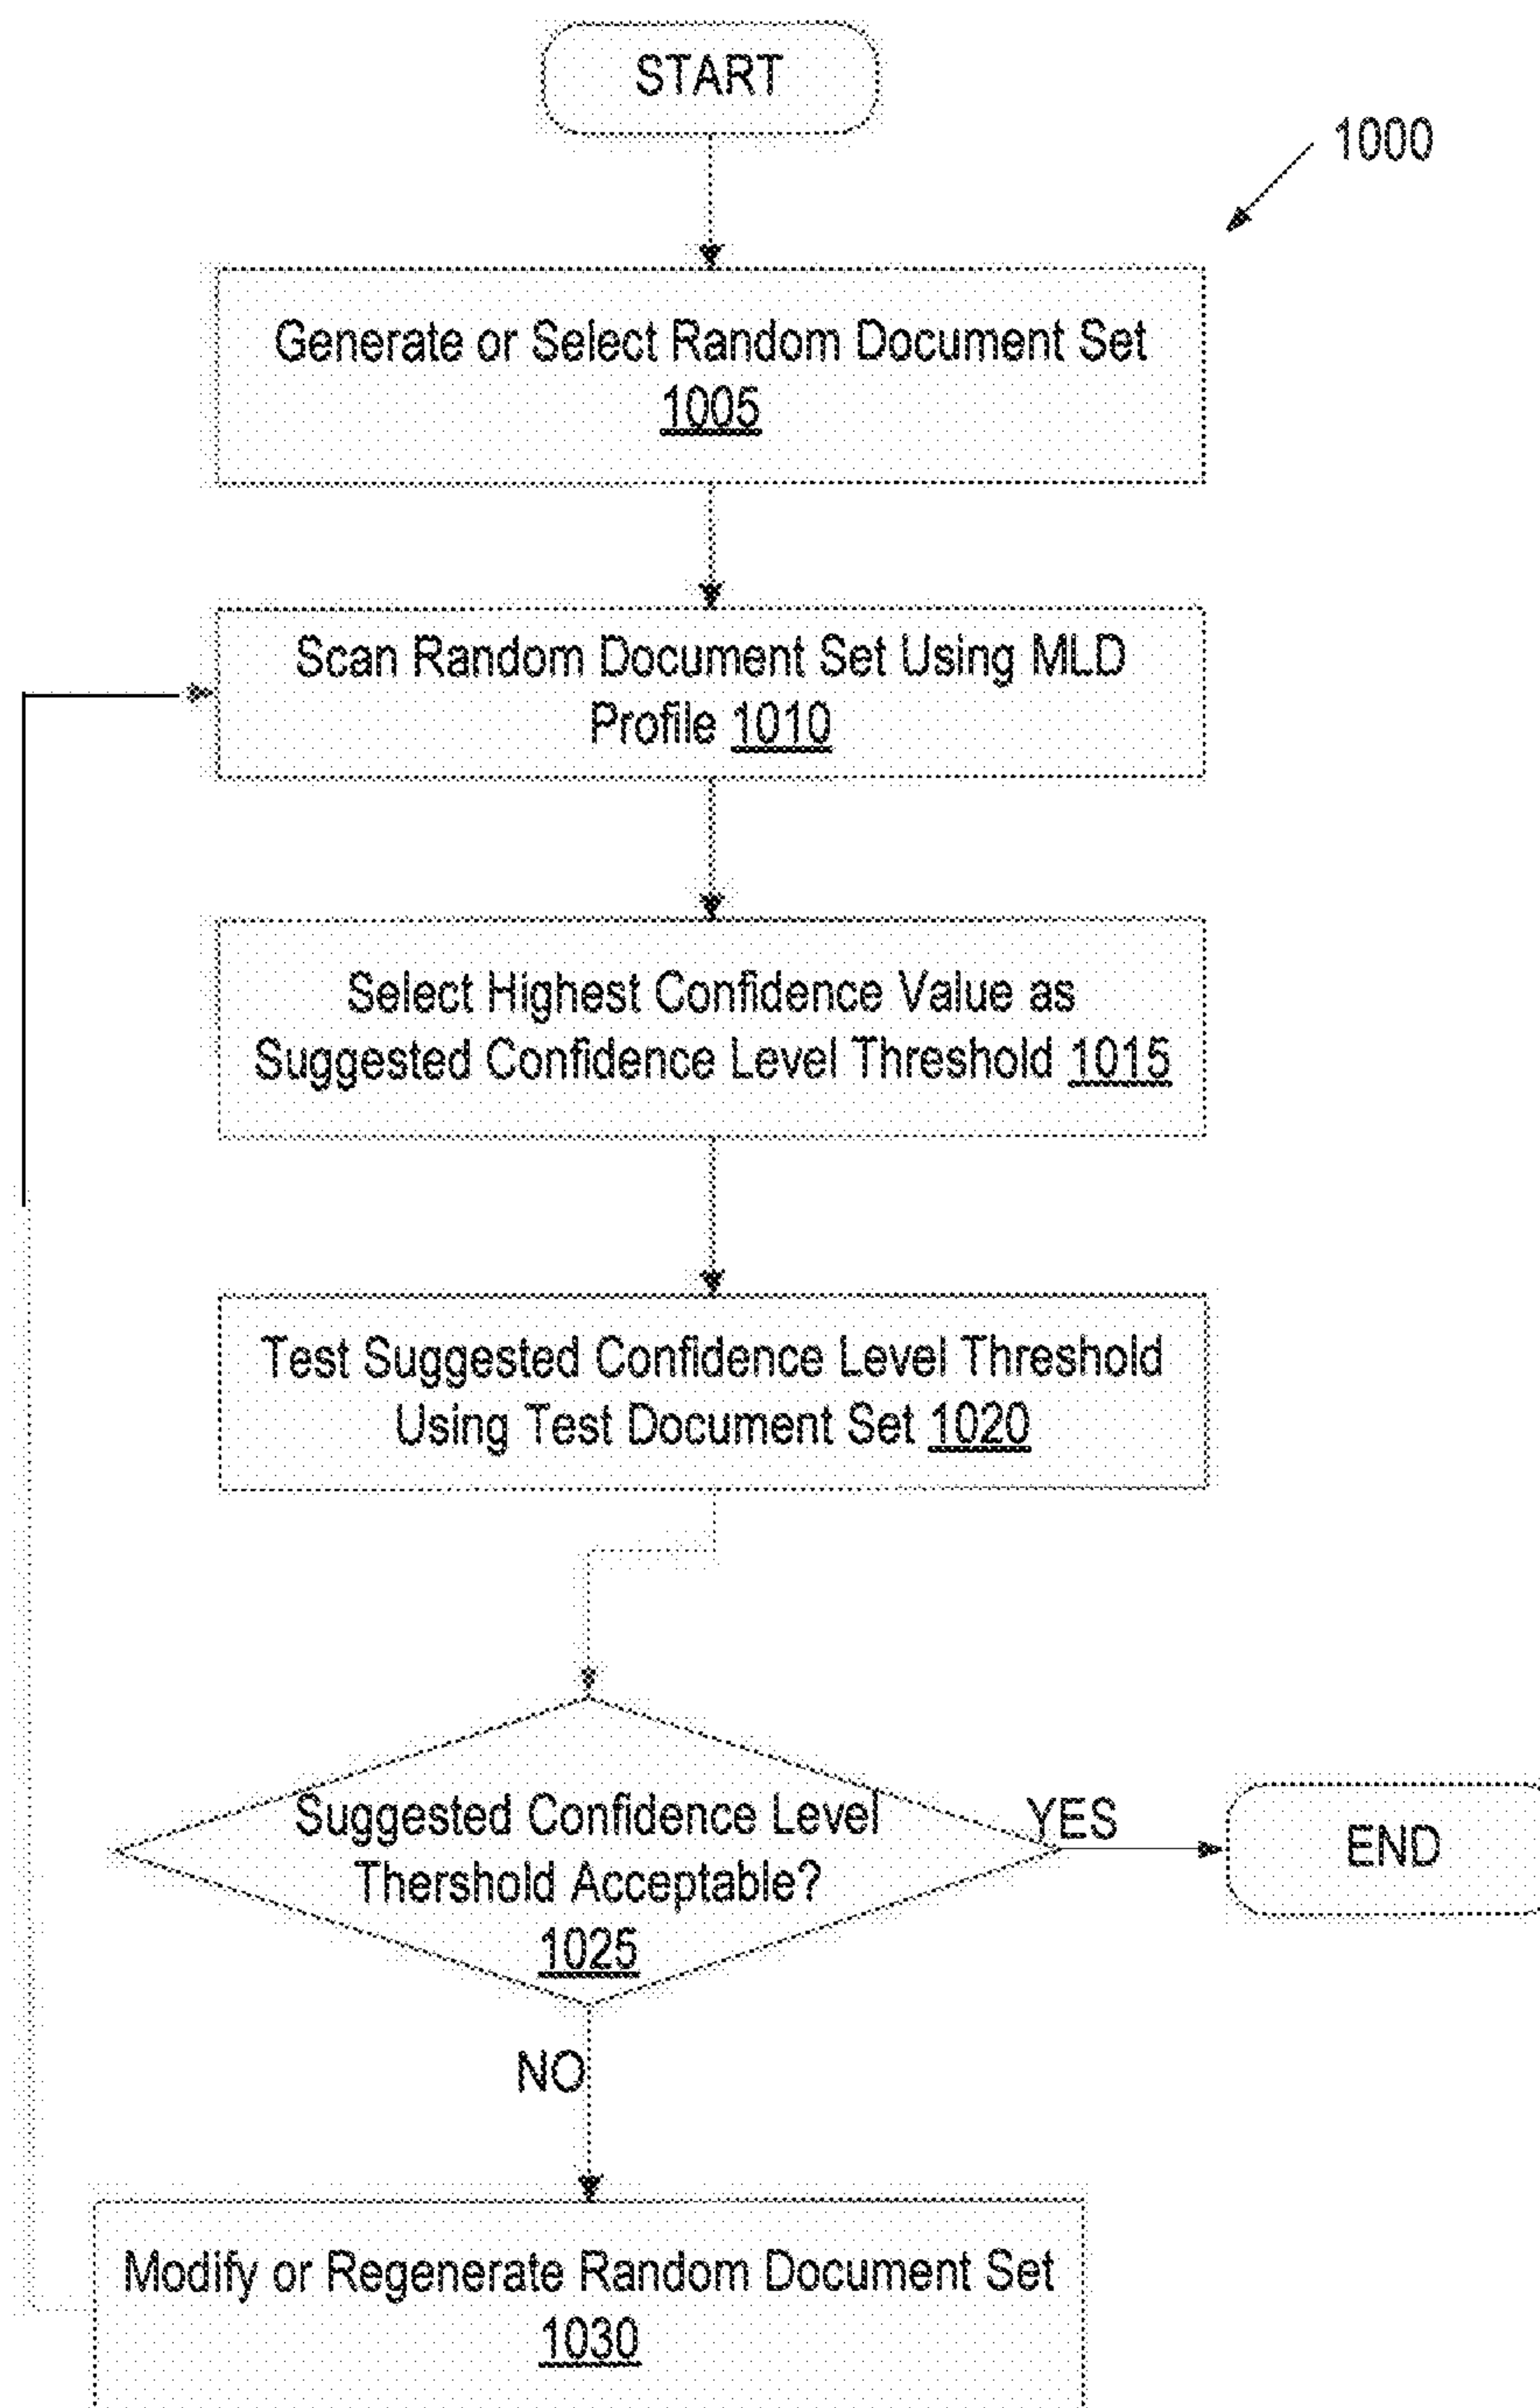 START
1000
Generate or Select Random Document Set
1005
Scan Random Document Set Using MLD
Profile 1010
Select Highest Confidence Value as
Suggested Confidence Level Threshold 1015
Test Suggested Confidence Level Threshold
Using Test Document Set 1020
Suggested Confidence Level
Thershold Acceptable?
1025
YES
END
NO
Modify or Regenerate Random Document Set
1030